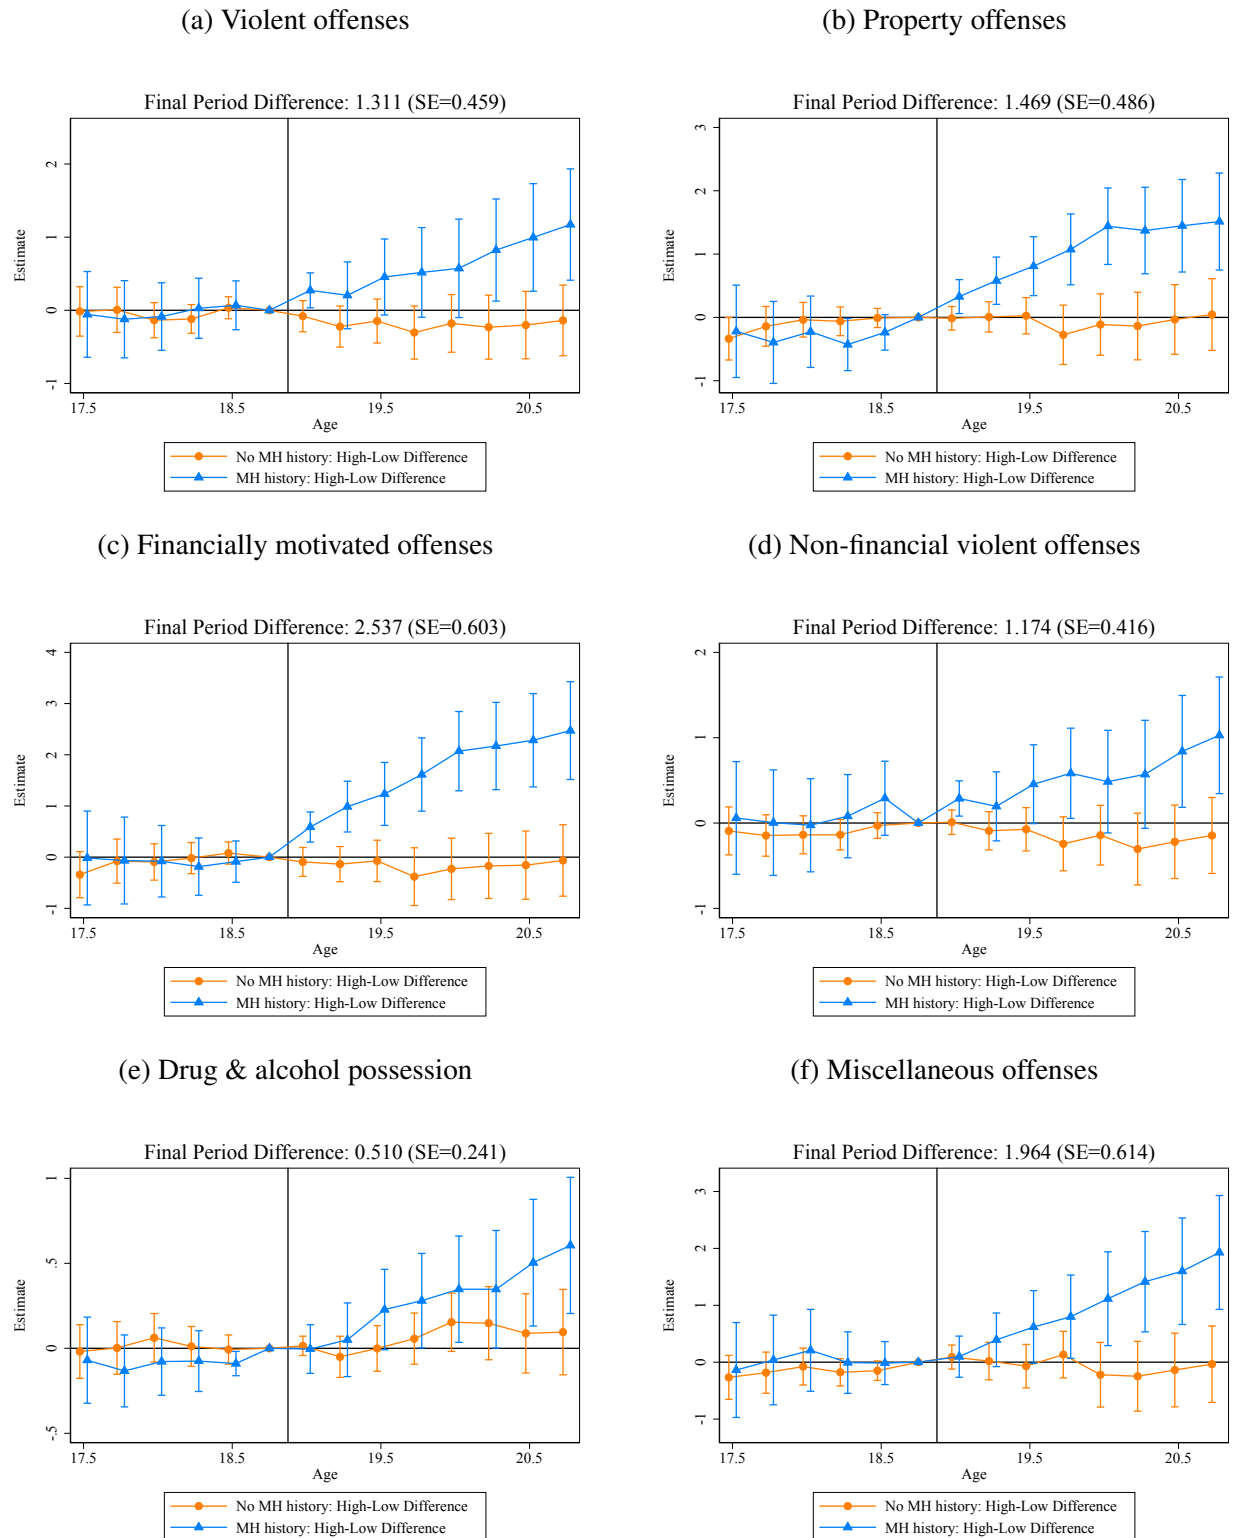 (a) Violent offenses
Final Period Difference: 1.311 (SE=0.459)
2
1
0
-1
Estimate
17.5 18.5 19.5 20.5
Age
No MH history: High-Low Difference
MH history: High-Low Difference
(b) Property offenses
Final Period Difference: 1.469 (SE=0.486)
3
2
1
0
-1
Estimate
17.5 18.5 19.5 20.5
Age
No MH history: High-Low Difference
MH history: High-Low Difference
(c) Financially motivated offenses
Final Period Difference: 2.537 (SE=0.603)
4
3
2
1
0
-1
Estimate
17.5 18.5 19.5 20.5
Age
No MH history: High-Low Difference
MH history: High-Low Difference
(d) Non-financial violent offenses
Final Period Difference: 1.174 (SE=0.416)
2
1
0
-1
Estimate
17.5 18.5 19.5 20.5
Age
No MH history: High-Low Difference
MH history: High-Low Difference
(e) Drug & alcohol possession
Final Period Difference: 0.510 (SE=0.241)
1
.5
0
-.5
Estimate
17.5 18.5 19.5 20.5
Age
No MH history: High-Low Difference
MH history: High-Low Difference
(f) Miscellaneous offenses
Final Period Difference: 1.964 (SE=0.614)
3
2
1
0
-1
Estimate
17.5 18.5 19.5 20.5
Age
No MH history: High-Low Difference
MH history: High-Low Difference